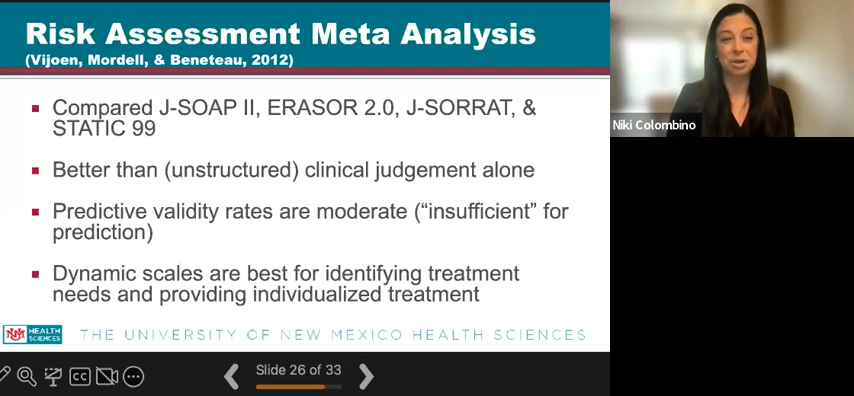 Risk Assessment Meta Analysis
(Vijoen, Mordell, & Beneteau, 2012)
Compared J-SOAP II, ERASOR 2.0, J-SORRAT, &
STATIC 99
Better than (unstructured) clinical judgement alone
Predictive validity rates are moderate (“insufficient” for
prediction)
Dynamic scales are best for identifying treatment
needs and providing individualized treatment
NM HEALTH
SCIENCES
THE UNIVERSITY OF NEW MEXICO HEALTH SCIENCES
CC
Slide 26 of 33
Niki Colombino